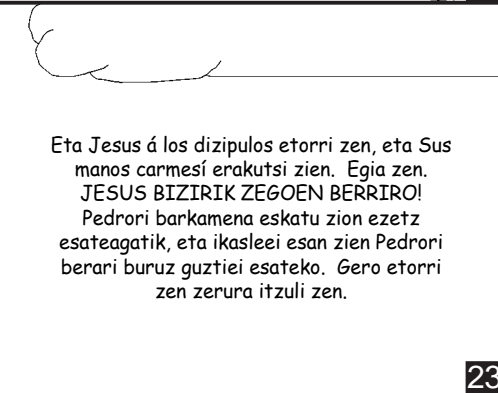 Eta Jesus á los dizipulos etorri zen, eta Sus
manos carmesí erakutsi zien. Egia zen.
JESUS BIZIRIK ZEGOEN BERRIRO!
Pedrori barkamena eskatu zion ezetz
esateagatik, eta ikasleei esan zien Pedrori
berari buruz guztiei esateko. Gero etorri
zen zerura itzuli zen.
23